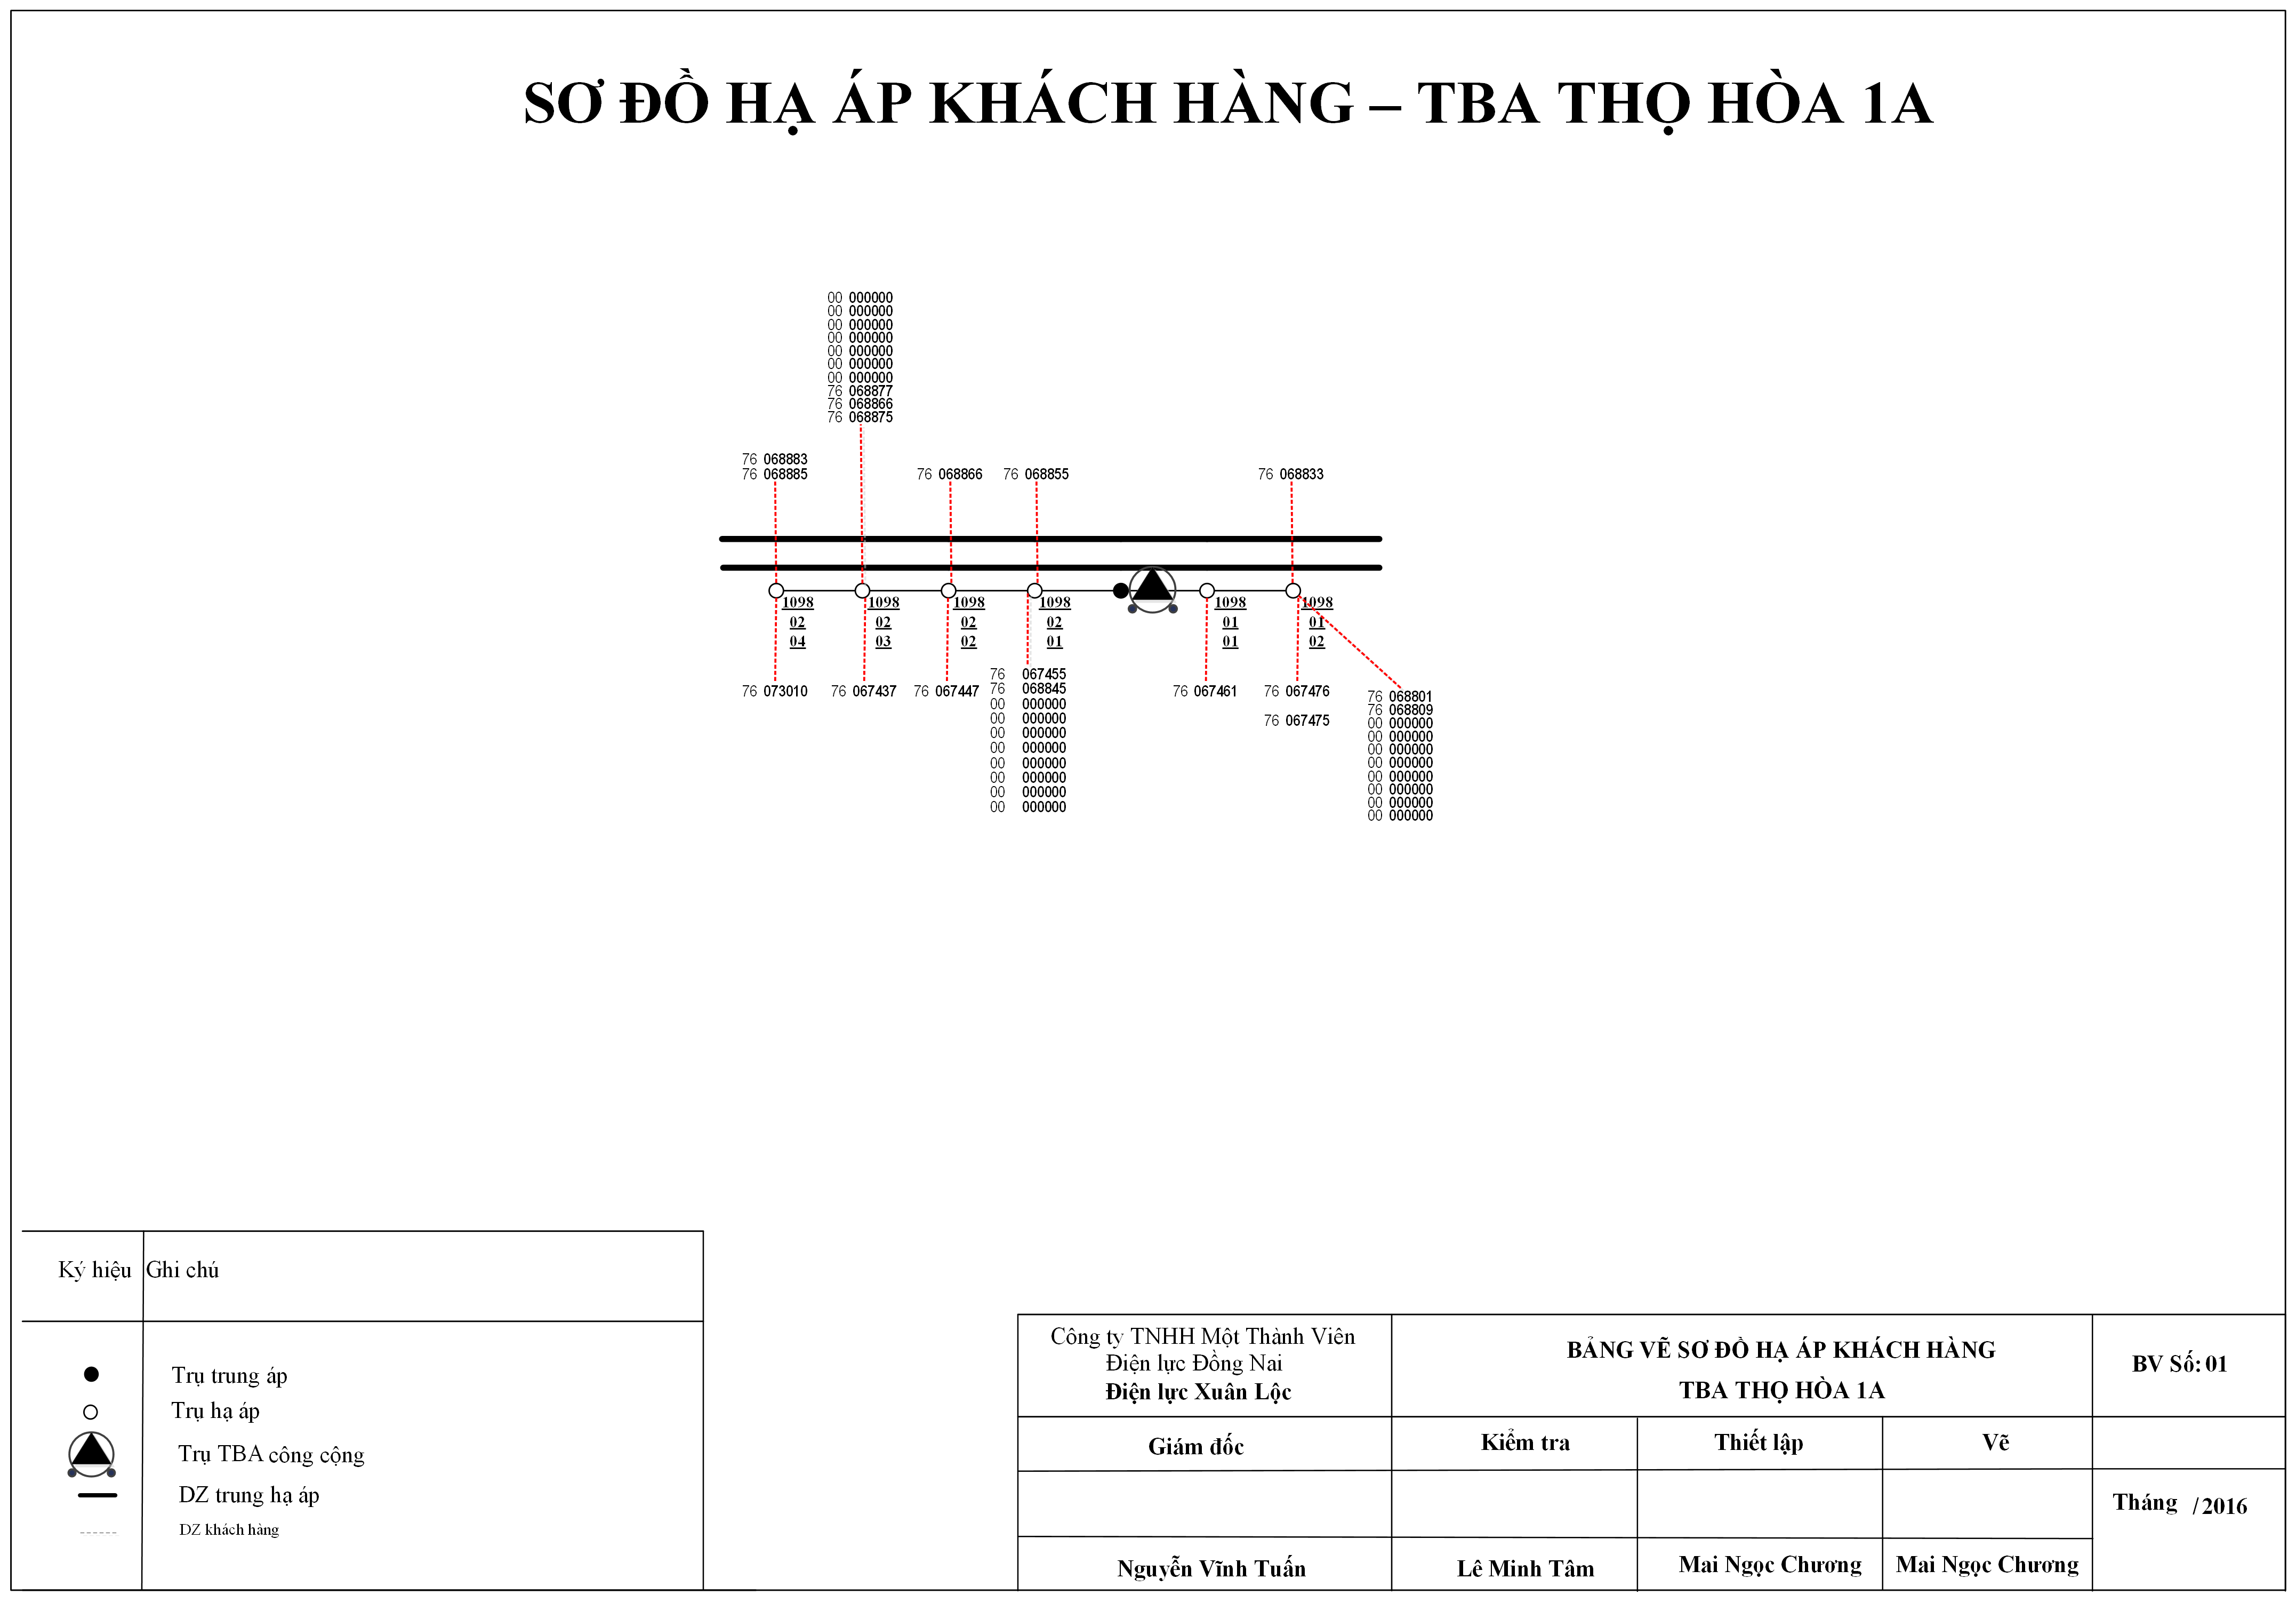 SƠ ĐỒ HẠ ÁP KHÁCH HÀNG – TBA THỌ HÒA 1A
00 000000
00 000000
00 000000
00 000000
00 000000
00 000000
00 000000
76 068877
76 068866
76 068875
76 068883
76 068885
76 068866
76 068855
76 068833
1098
02
04
1098
02
03
1098
02
02
1098
02
01
1098
01
01
1098
01
02
76 073010
76 067437
76 067447
76 067455
76 068845
00 000000
00 000000
00 000000
00 000000
00 000000
00 000000
00 000000
00 000000
76 067461
76 067476
76 067475
76 068801
76 068809
00 000000
00 000000
00 000000
00 000000
00 000000
00 000000
00 000000
00 000000
Ký hiệu Ghi chú
Trụ trung áp
Trụ hạ áp
Trụ TBA công cộng
DZ trung hạ áp
DZ khách hàng
Công ty TNHH Một Thành Viên
Điện lực Đồng Nai
Điện lực Xuân Lộc
BẢNG VẼ SƠ ĐỒ HẠ ÁP KHÁCH HÀNG
TBA THỌ HÒA 1A
BV Số: 01
Giám đốc
Kiểm tra
Thiết lập
Vẽ
Tháng /2016
Nguyễn Vĩnh Tuấn
Lê Minh Tâm
Mai Ngọc Chương
Mai Ngọc Chương